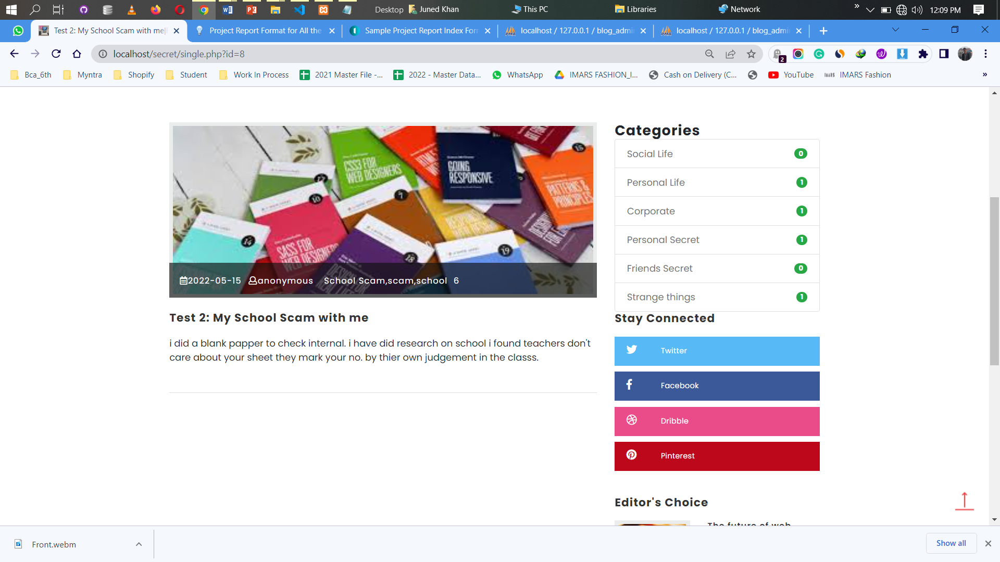 Desktop
Juned Khan
This PC
Libraries
Network
»
12:09 PM
Test 2: My School Scam with me|
Project Report Format for All the
Sample Project Report Index For
localhost / 127.0.0.1 / blog_admi
localhost / 127.0.0.1 / blog_admi
localhost/secret/single.php?id=8
2
Bca_6th
Myntra
Shopify
Student
Work In Process
2021 Master File -...
2022 - Master Data...
WhatsApp
IMARS FASHION_I...
Cash on Delivery (C...
YouTube
IMARS Fashion
»
CSS3 FOR
WEB DESIGNERS
GOING
RESPONSIVE
PATTERNS &
PRINCIPLES
15
17
10
7
SASS FOR
WEB DESIGNERS
14
18
19
2022-05-15 anonymous School Scam,scam,school 6
Test 2: My School Scam with me
i did a blank papper to check internal. i have did research on school i found teachers don't
care about your sheet they mark your no. by thier own judgement in the classs.
Categories
Social Life 0
Personal Life 1
Corporate 1
Personal Secret 1
Friends Secret 0
Strange things 1
Stay Connected
Twitter
Facebook
Dribble
Pinterest
Editor's Choice
The future of web
Front.webm
Show all